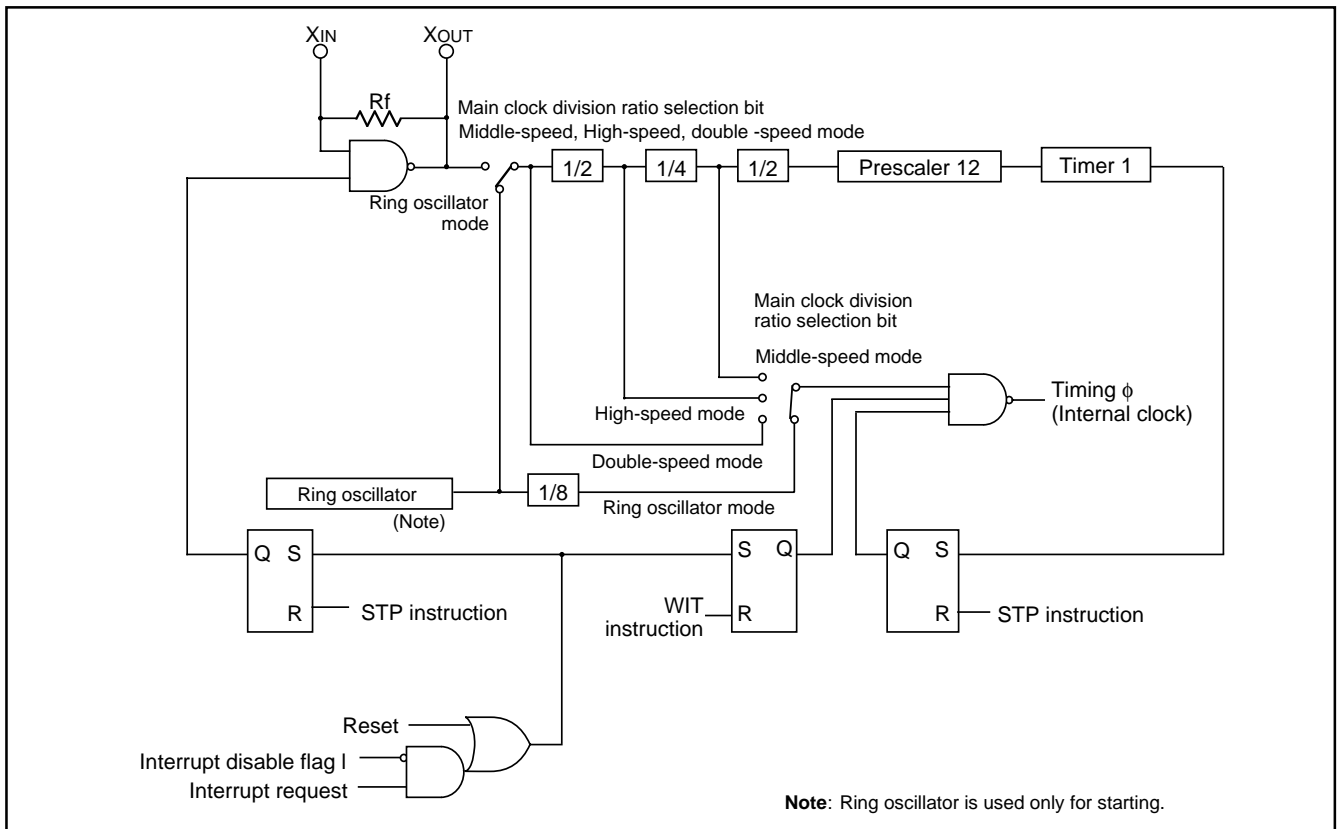 XIN
XOUT
Rf
Main clock division ratio selection bit
Middle-speed, High-speed, double -speed mode
1/2
1/4
1/2
Prescaler 12
Timer 1
Ring oscillator
mode
Main clock division
ratio selection bit
Middle-speed mode
High-speed mode
Double-speed mode
Timing ϕ
(Internal clock)
Ring oscillator
(Note)
1/8
Ring oscillator mode
Q S
R
STP instruction
S Q
R
WIT
instruction
Q S
R
STP instruction
Reset
Interrupt disable flag I
Interrupt request
Note: Ring oscillator is used only for starting.